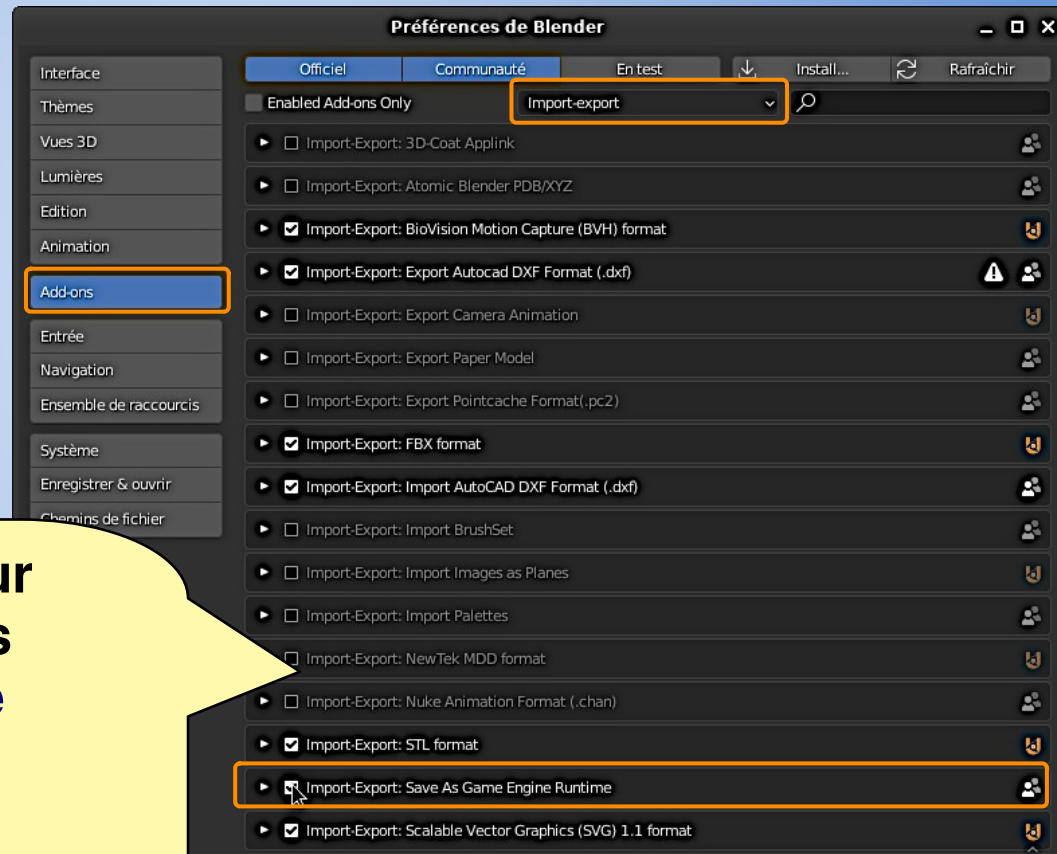 Préférences de Blender
Officiel Communauté En test Install... Rafraîchir
Enabled Add-ons Only Import-export
Interface
Thèmes
Vues 3D
Lumières
Edition
Animation
Add-ons
Entrée
Navigation
Ensemble de raccourcis
Système
Enregistrer & ouvrir
Chemins de fichier
Import-Export: 3D-Coat Applink
Import-Export: Atomic Blender PDB/XYZ
Import-Export: BioVision Motion Capture (BVH) format
Import-Export: Export Autocad DXF Format (.dxf)
Import-Export: Export Camera Animation
Import-Export: Export Paper Model
Import-Export: Export Pointcache Format(.pc2)
Import-Export: FBX format
Import-Export: Import AutoCAD DXF Format (.dxf)
Import-Export: Import BrushSet
Import-Export: Import Images as Planes
Import-Export: Import Palettes
Import-Export: NewTek MDD format
Import-Export: Nuke Animation Format (.chan)
Import-Export: STL format
Import-Export: Save As Game Engine Runtime
Import-Export: Scalable Vector Graphics (SVG) 1.1 format
ur
s
e